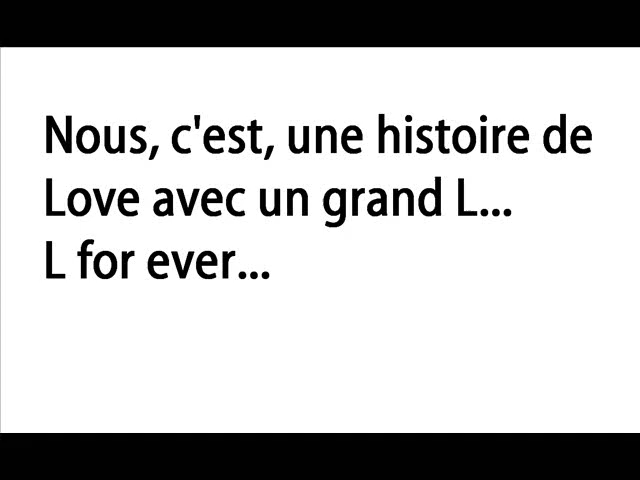 Nous, c'est, une histoire de
Love avec un grand L...
L for ever...